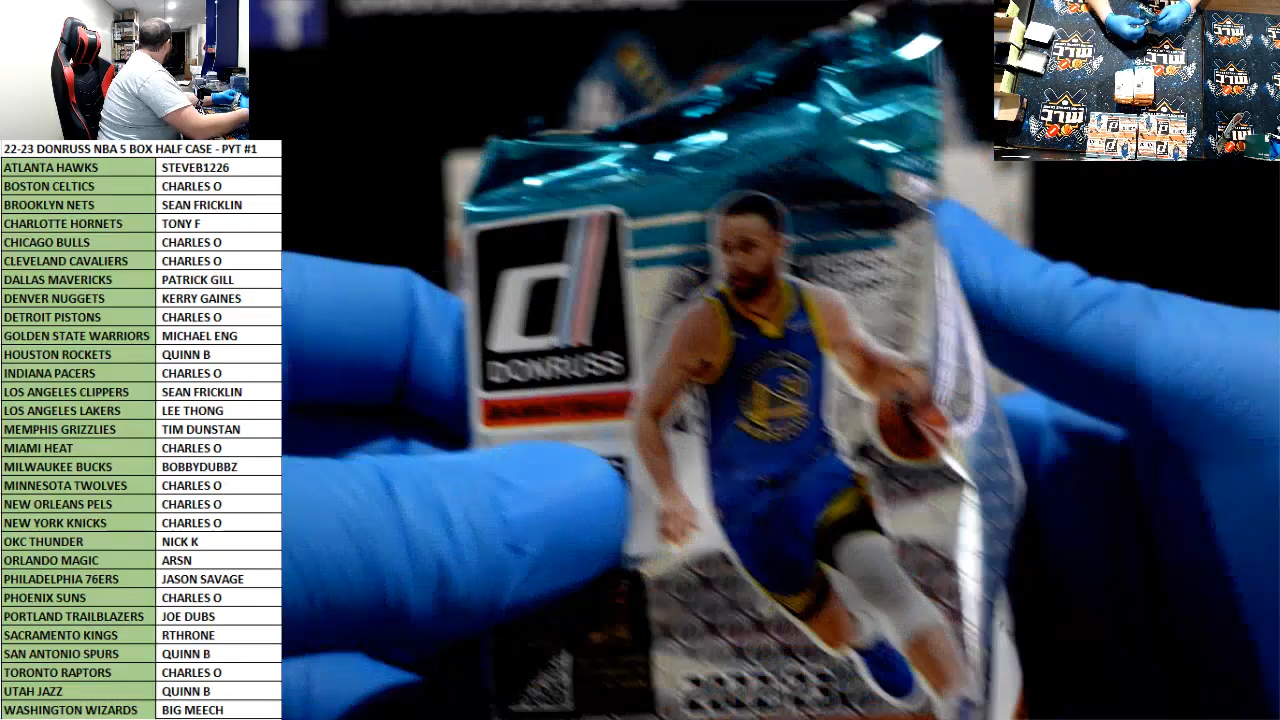 22-23 DONRUSS NBA 5 BOX HALF CASE - PYT #1
ATLANTA HAWKS STEVEB1226
BOSTON CELTICS CHARLES O
BROOKLYN NETS SEAN FRICKLIN
CHARLOTTE HORNETS TONY F
CHICAGO BULLS CHARLES O
CLEVELAND CAVALIERS CHARLES O
DALLAS MAVERICKS PATRICK GILL
DENVER NUGGETS KERRY GAINES
DETROIT PISTONS CHARLES O
GOLDEN STATE WARRIORS MICHAEL ENG
HOUSTON ROCKETS QUINN B
INDIANA PACERS CHARLES O
LOS ANGELES CLIPPERS SEAN FRICKLIN
LOS ANGELES LAKERS LEE THONG
MEMPHIS GRIZZLIES TIM DUNSTAN
MIAMI HEAT CHARLES O
MILWAUKEE BUCKS BOBBYDUBBZ
MINNESOTA TWOLVES CHARLES O
NEW ORLEANS PELS CHARLES O
NEW YORK KNICKS CHARLES O
OKC THUNDER NICK K
ORLANDO MAGIC ARSN
PHILADELPHIA 76ERS JASON SAVAGE
PHOENIX SUNS CHARLES O
PORTLAND TRAILBLAZERS JOE DUBS
SACRAMENTO KINGS RTHRONE
SAN ANTONIO SPURS QUINN B
TORONTO RAPTORS CHARLES O
UTAH JAZZ QUINN B
WASHINGTON WIZARDS BIG MEECH
d
DONRUSS